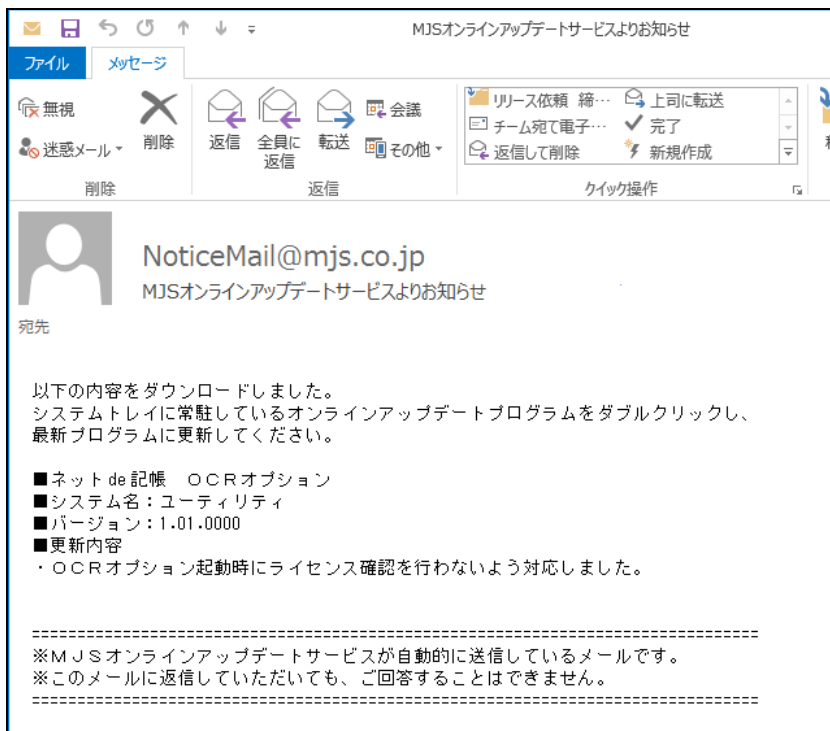 MJSオンラインアップデートサービスよりお知らせ
ファイル メッセージ
無視
迷惑メール
削除
返信
全員に
返信
転送
会議
その他
リリース依頼 締…
チーム宛て電子…
返信して削除
上司に転送
完了
新規作成
削除
返信
クイック操作
NoticeMail@mjs.co.jp
MJSオンラインアップデートサービスよりお知らせ
宛先
以下の内容をダウンロードしました。
システムトレイに常駐しているオンラインアップデートプログラムをダブルクリックし、
最新プログラムに更新してください。
■ネットde記帳　ＯＣＲオプション
■システム名：ユーティリティ
■バージョン：1.01.0000
■更新内容
・ＯＣＲオプション起動時にライセンス確認を行わないよう対応しました。
================================================================================
※ＭＪＳオンラインアップデートサービスが自動的に送信しているメールです。
※このメールに返信していただいても、ご回答することはできません。
================================================================================